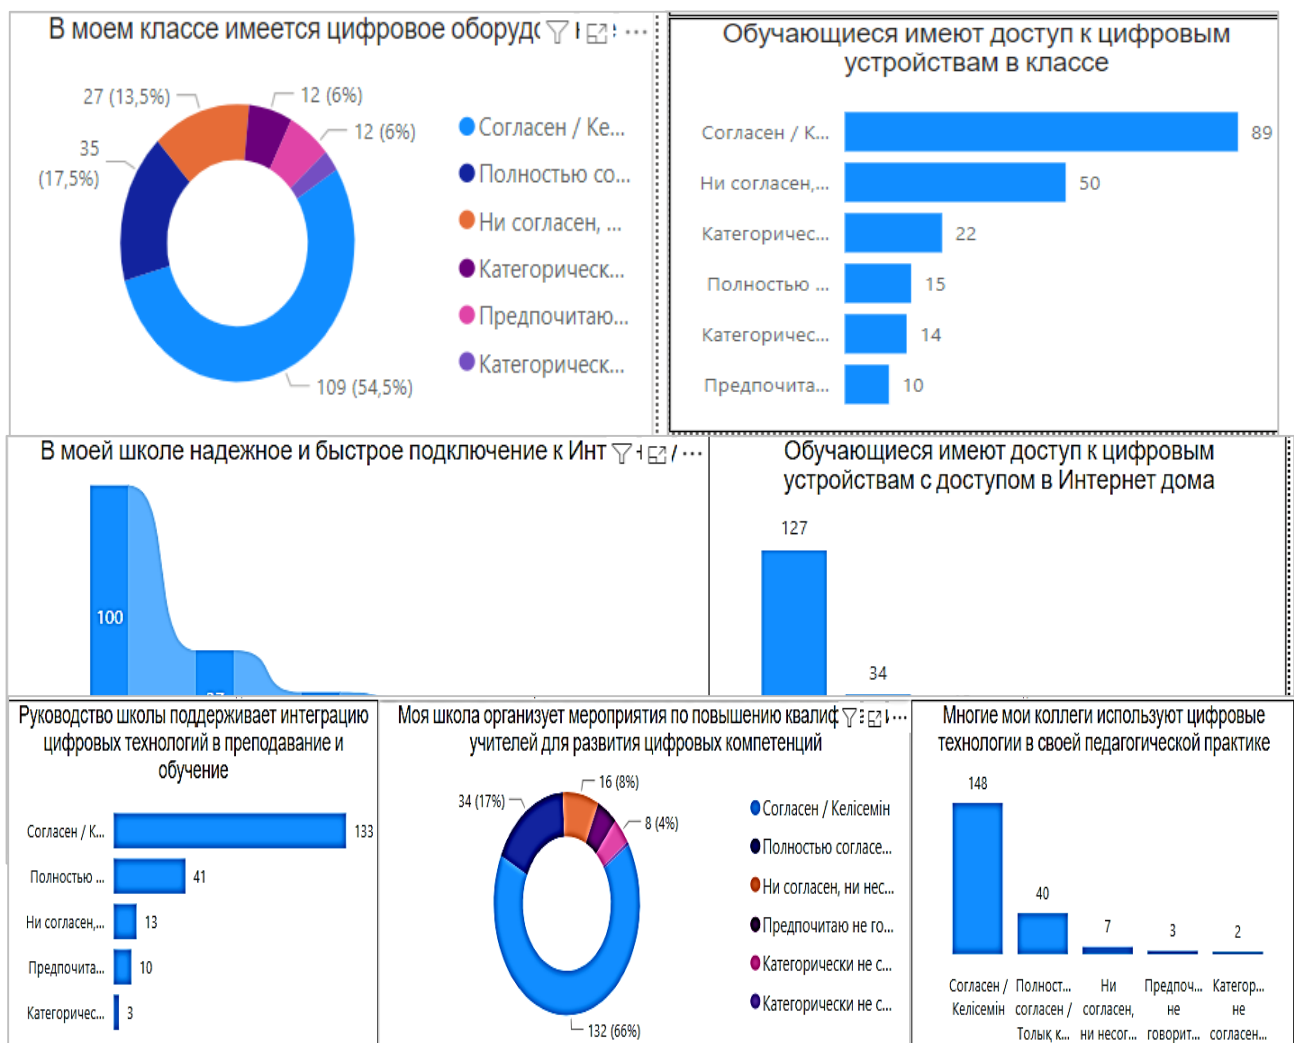 В моем классе имеется цифровое оборудо
27 (13,5%)
12 (6%)
12 (6%)
35
(17,5%)
109 (54,5%)
Согласен / Ке...
Полностью со...
Ни согласен, ...
Категорическ...
Предпочитаю...
Категорическ...
Обучающиеся имеют доступ к цифровым
устройствам в классе
Согласен / К... 89
Ни согласен,... 50
Категоричес... 22
Полностью ... 15
Категоричес... 14
Предпочита... 10
В моей школе надежное и быстрое подключение к Инт /
100
Обучающиеся имеют доступ к цифровым
устройствам с доступом в Интернет дома
127
34
Руководство школы поддерживает интеграцию
цифровых технологий в преподавание и
обучение
Согласен / К... 133
Полностью ... 41
Ни согласен,... 13
Предпочита... 10
Категоричес... 3
Моя школа организует мероприятия по повышению квалиф
учителей для развития цифровых компетенций
34 (17%)
16 (8%)
8 (4%)
132 (66%)
Согласен / Келісемін
Полностью согласе...
Ни согласен, ни нес...
Предпочитаю не го...
Категорически не с...
Категорически не с...
Многие мои коллеги используют цифровые
технологии в своей педагогической практике
148
40
7
3
2
Согласен / Полност... Ни Предпоч... Категор...
Келісемін согласен / согласен, не не
Толық к... ни несог... говорит... согласен...